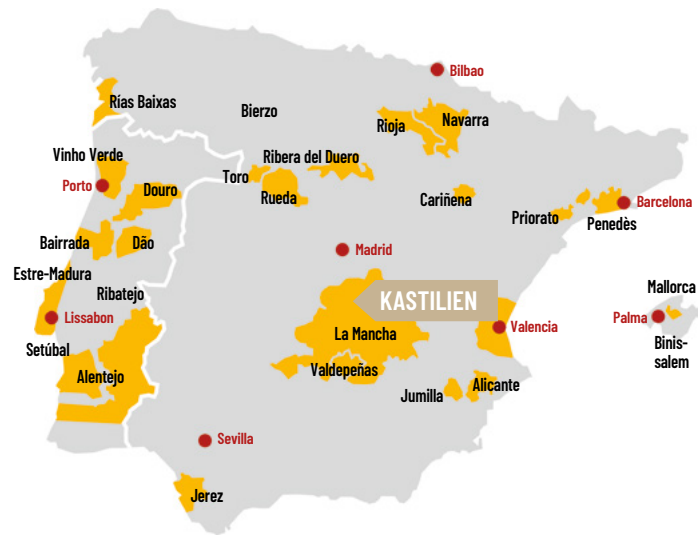 Bilbao
Rías Baixas
Bierzo
Rioja
Navarra
Vinho Verde
Ribera del Duero
Toro
Porto
Douro
Rueda
Cariñena
Barcelona
Priorato
Penedès
Bairrada
Dão
Madrid
Estre-Madura
Ribatejo
Mallorca
KASTILIEN
Lissabon
Palma
Valencia
La Mancha
Setúbal
Binis-
salem
Valdepeñas
Alentejo
Alicante
Jumilla
Sevilla
Jerez